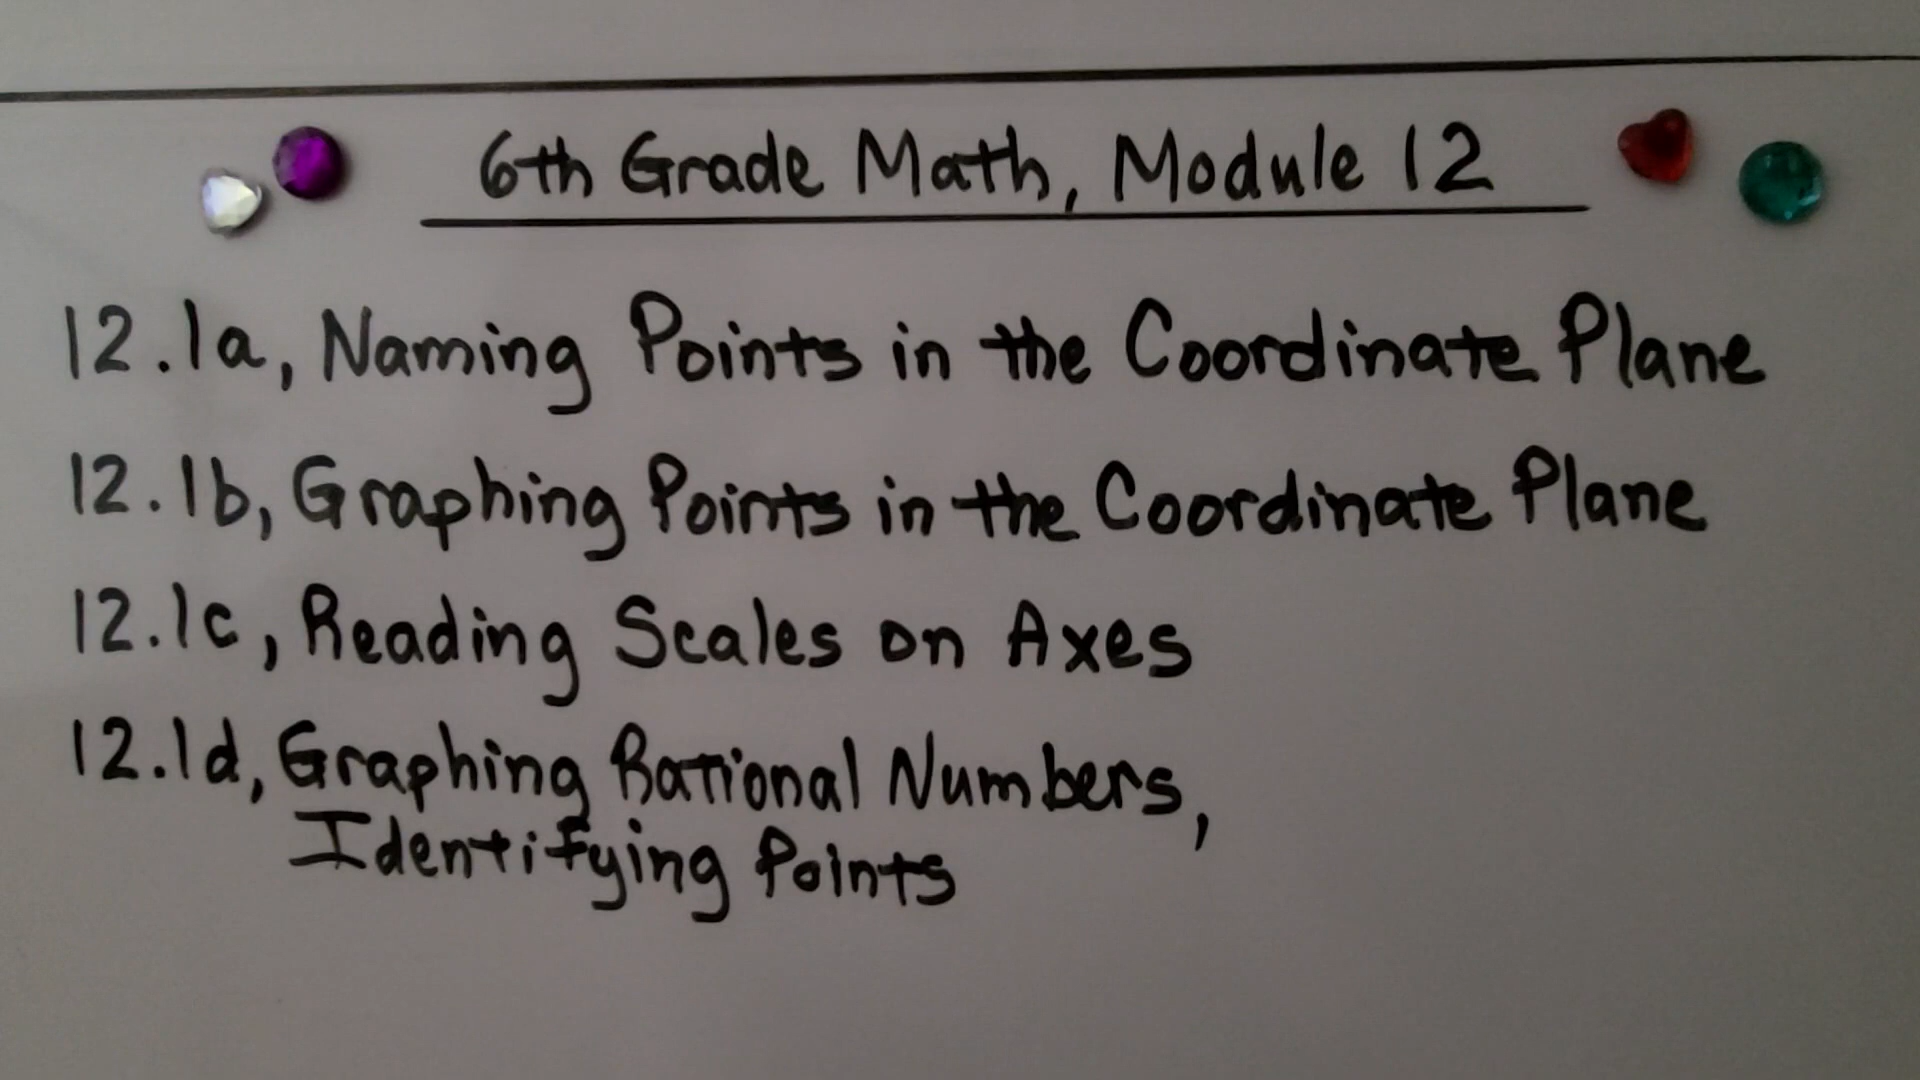 6th Grade Math, Module 12
12.1a, Naming Points in the Coordinate Plane
12.1b, Graphing Points in the Coordinate Plane
12.1c, Reading Scales on Axes
12.1d, Graphing Rational Numbers,
Identifying Points